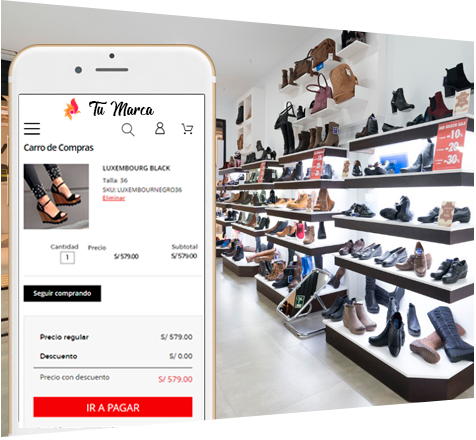 Tu Marca
Carro de Compras
LUXEMBOURG BLACK
Talla: 36
SKU: LUXEMBOURNEGRO36
Eliminar
Cantidad Precio Subtotal
1 S/ 579.00 S/ 579.00
Seguir comprando
Precio regular S/ 579.00
Descuento S/ 0.00
Precio con descuento S/ 579.00
IR A PAGAR
-10%
-20%
-30%